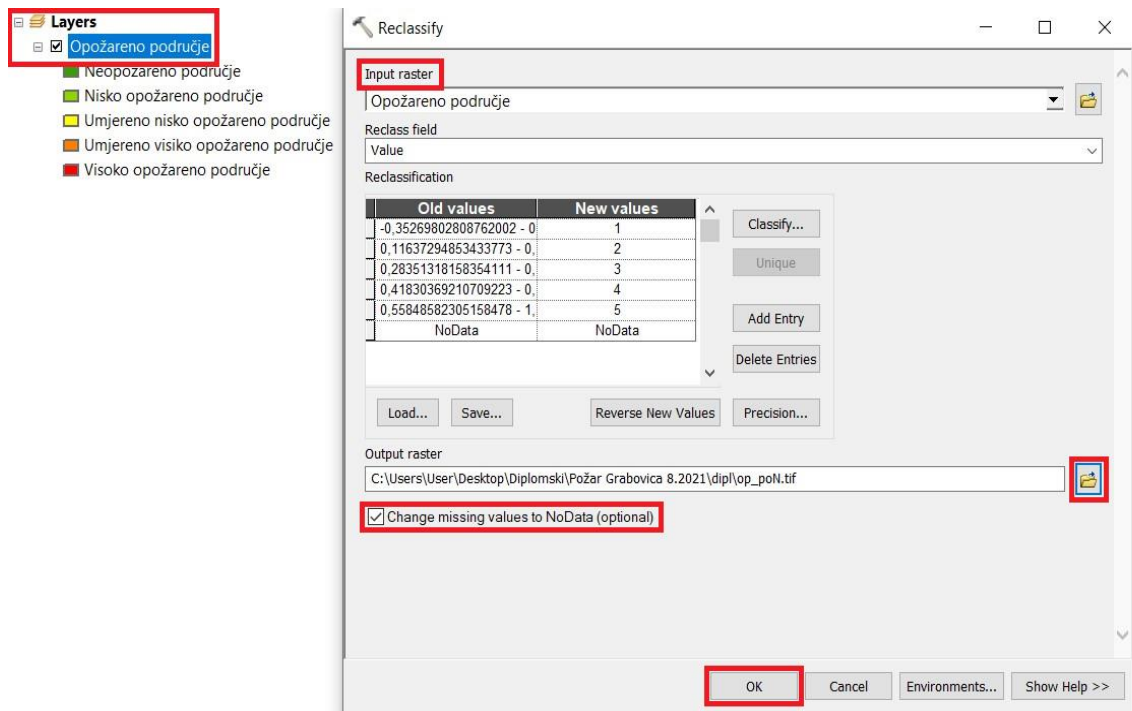 Layers
Opožareno područje
Neopožareno područje
Nisko opožareno područje
Umjereno nisko opožareno područje
Umjereno visiko opožareno područje
Visoko opožareno područje
Reclassify
Input raster
Opožareno područje
Reclass field
Value
Reclassification
Old values New values
-0,35269802808762002 - 0 1
0,11637294853433773 - 0, 2
0,28351318158354111 - 0, 3
0,41830369210709223 - 0, 4
0,55848582305158478 - 1, 5
NoData NoData
Classify...
Unique
Add Entry
Delete Entries
Load... Save... Reverse New Values Precision...
Output raster
C:\Users\User\Desktop\Diplomski\Požar Grabovica 8.2021\dipl\op_poN.tif
Change missing values to NoData (optional)
OK Cancel Environments... Show Help >>